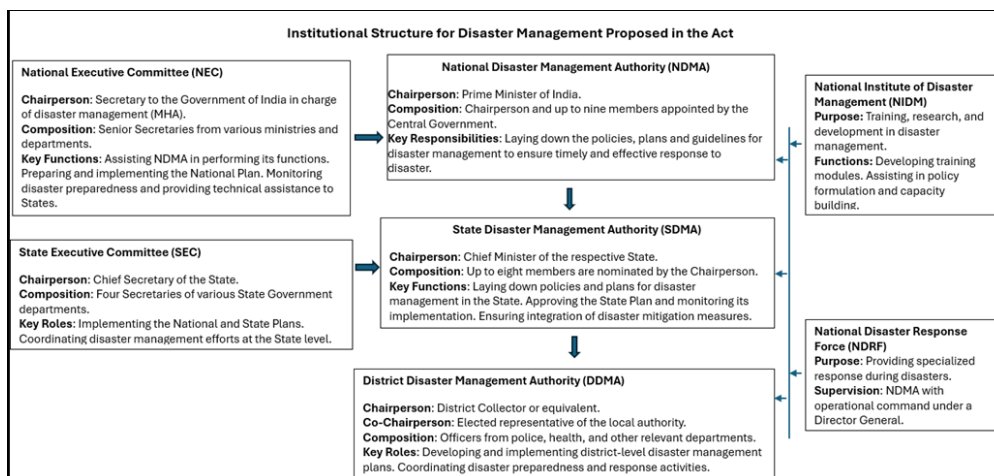 Institutional Structure for Disaster Management Proposed in the Act
National Executive Committee (NEC)
Chairperson: Secretary to the Government of India in charge
of disaster management (MHA).
Composition: Senior Secretaries from various ministries and
departments.
Key Functions: Assisting NDMA in performing its functions.
Preparing and implementing the National Plan. Monitoring
disaster preparedness and providing technical assistance to
States.
National Disaster Management Authority (NDMA)
Chairperson: Prime Minister of India.
Composition: Chairperson and up to nine members appointed by the
Central Government.
Key Responsibilities: Laying down the policies, plans and guidelines for
disaster management to ensure timely and effective response to
disaster.
National Institute of Disaster
Management (NIDM)
Purpose: Training, research, and
development in disaster
management.
Functions: Developing training
modules. Assisting in policy
formulation and capacity
building.
State Executive Committee (SEC)
Chairperson: Chief Secretary of the State.
Composition: Four Secretaries of various State Government
departments.
Key Roles: Implementing the National and State Plans.
Coordinating disaster management efforts at the State level.
State Disaster Management Authority (SDMA)
Chairperson: Chief Minister of the respective State.
Composition: Up to eight members are nominated by the Chairperson.
Key Functions: Laying down policies and plans for disaster
management in the State. Approving the State Plan and monitoring its
implementation. Ensuring integration of disaster mitigation measures.
National Disaster Response
Force (NDRF)
Purpose: Providing specialized
response during disasters.
Supervision: NDMA with
operational command under a
Director General.
District Disaster Management Authority (DDMA)
Chairperson: District Collector or equivalent.
Co-Chairperson: Elected representative of the local authority.
Composition: Officers from police, health, and other relevant departments.
Key Roles: Developing and implementing district-level disaster management
plans. Coordinating disaster preparedness and response activities.